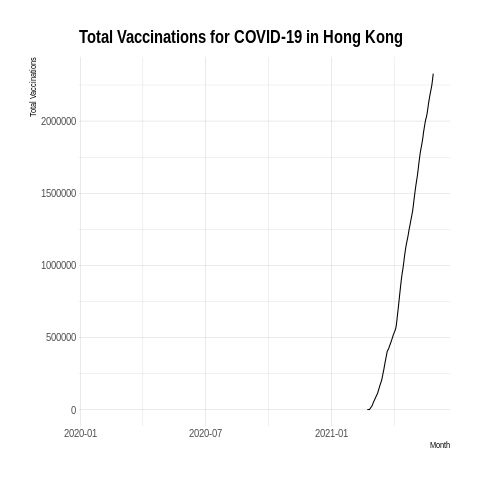 Total Vaccinations for COVID-19 in Hong Kong
Total Vaccinations
2000000
1500000
1000000
500000
0
2020-01
2020-07
2021-01
Month